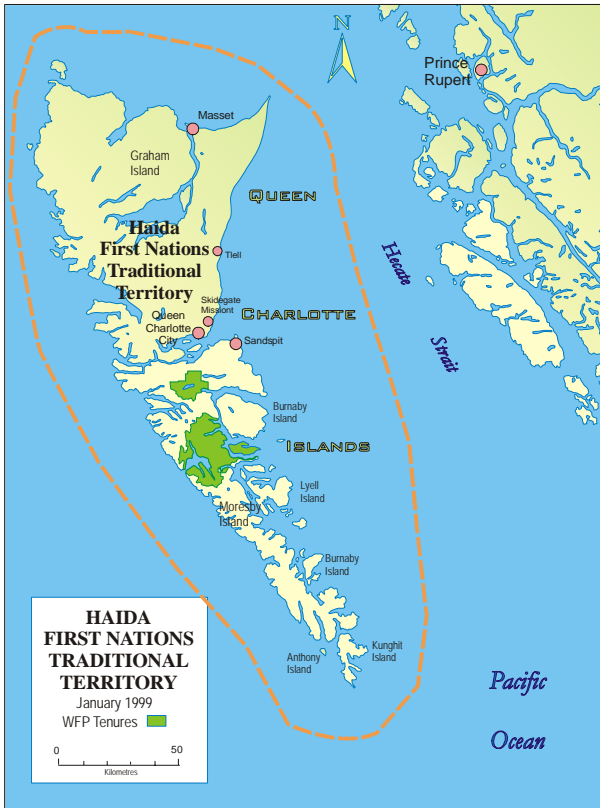 N
Prince
Rupert
Masset
Graham
Island
QUEEN
Haida
First Nations
Traditional
Territory
Tlell
Hecate
Strait
Skidegate
Missiont
Queen
Charlotte
City
CHARLOTTE
Sandspit
Burnaby
Island
ISLANDS
Lyell
Island
Moresby
Island
Burnaby
Island
Anthony
Island
Kunghit
Island
Pacific
Ocean
HAIDA
FIRST NATIONS
TRADITIONAL
TERRITORY
January 1999
WFP Tenures
0 50
Kilometres